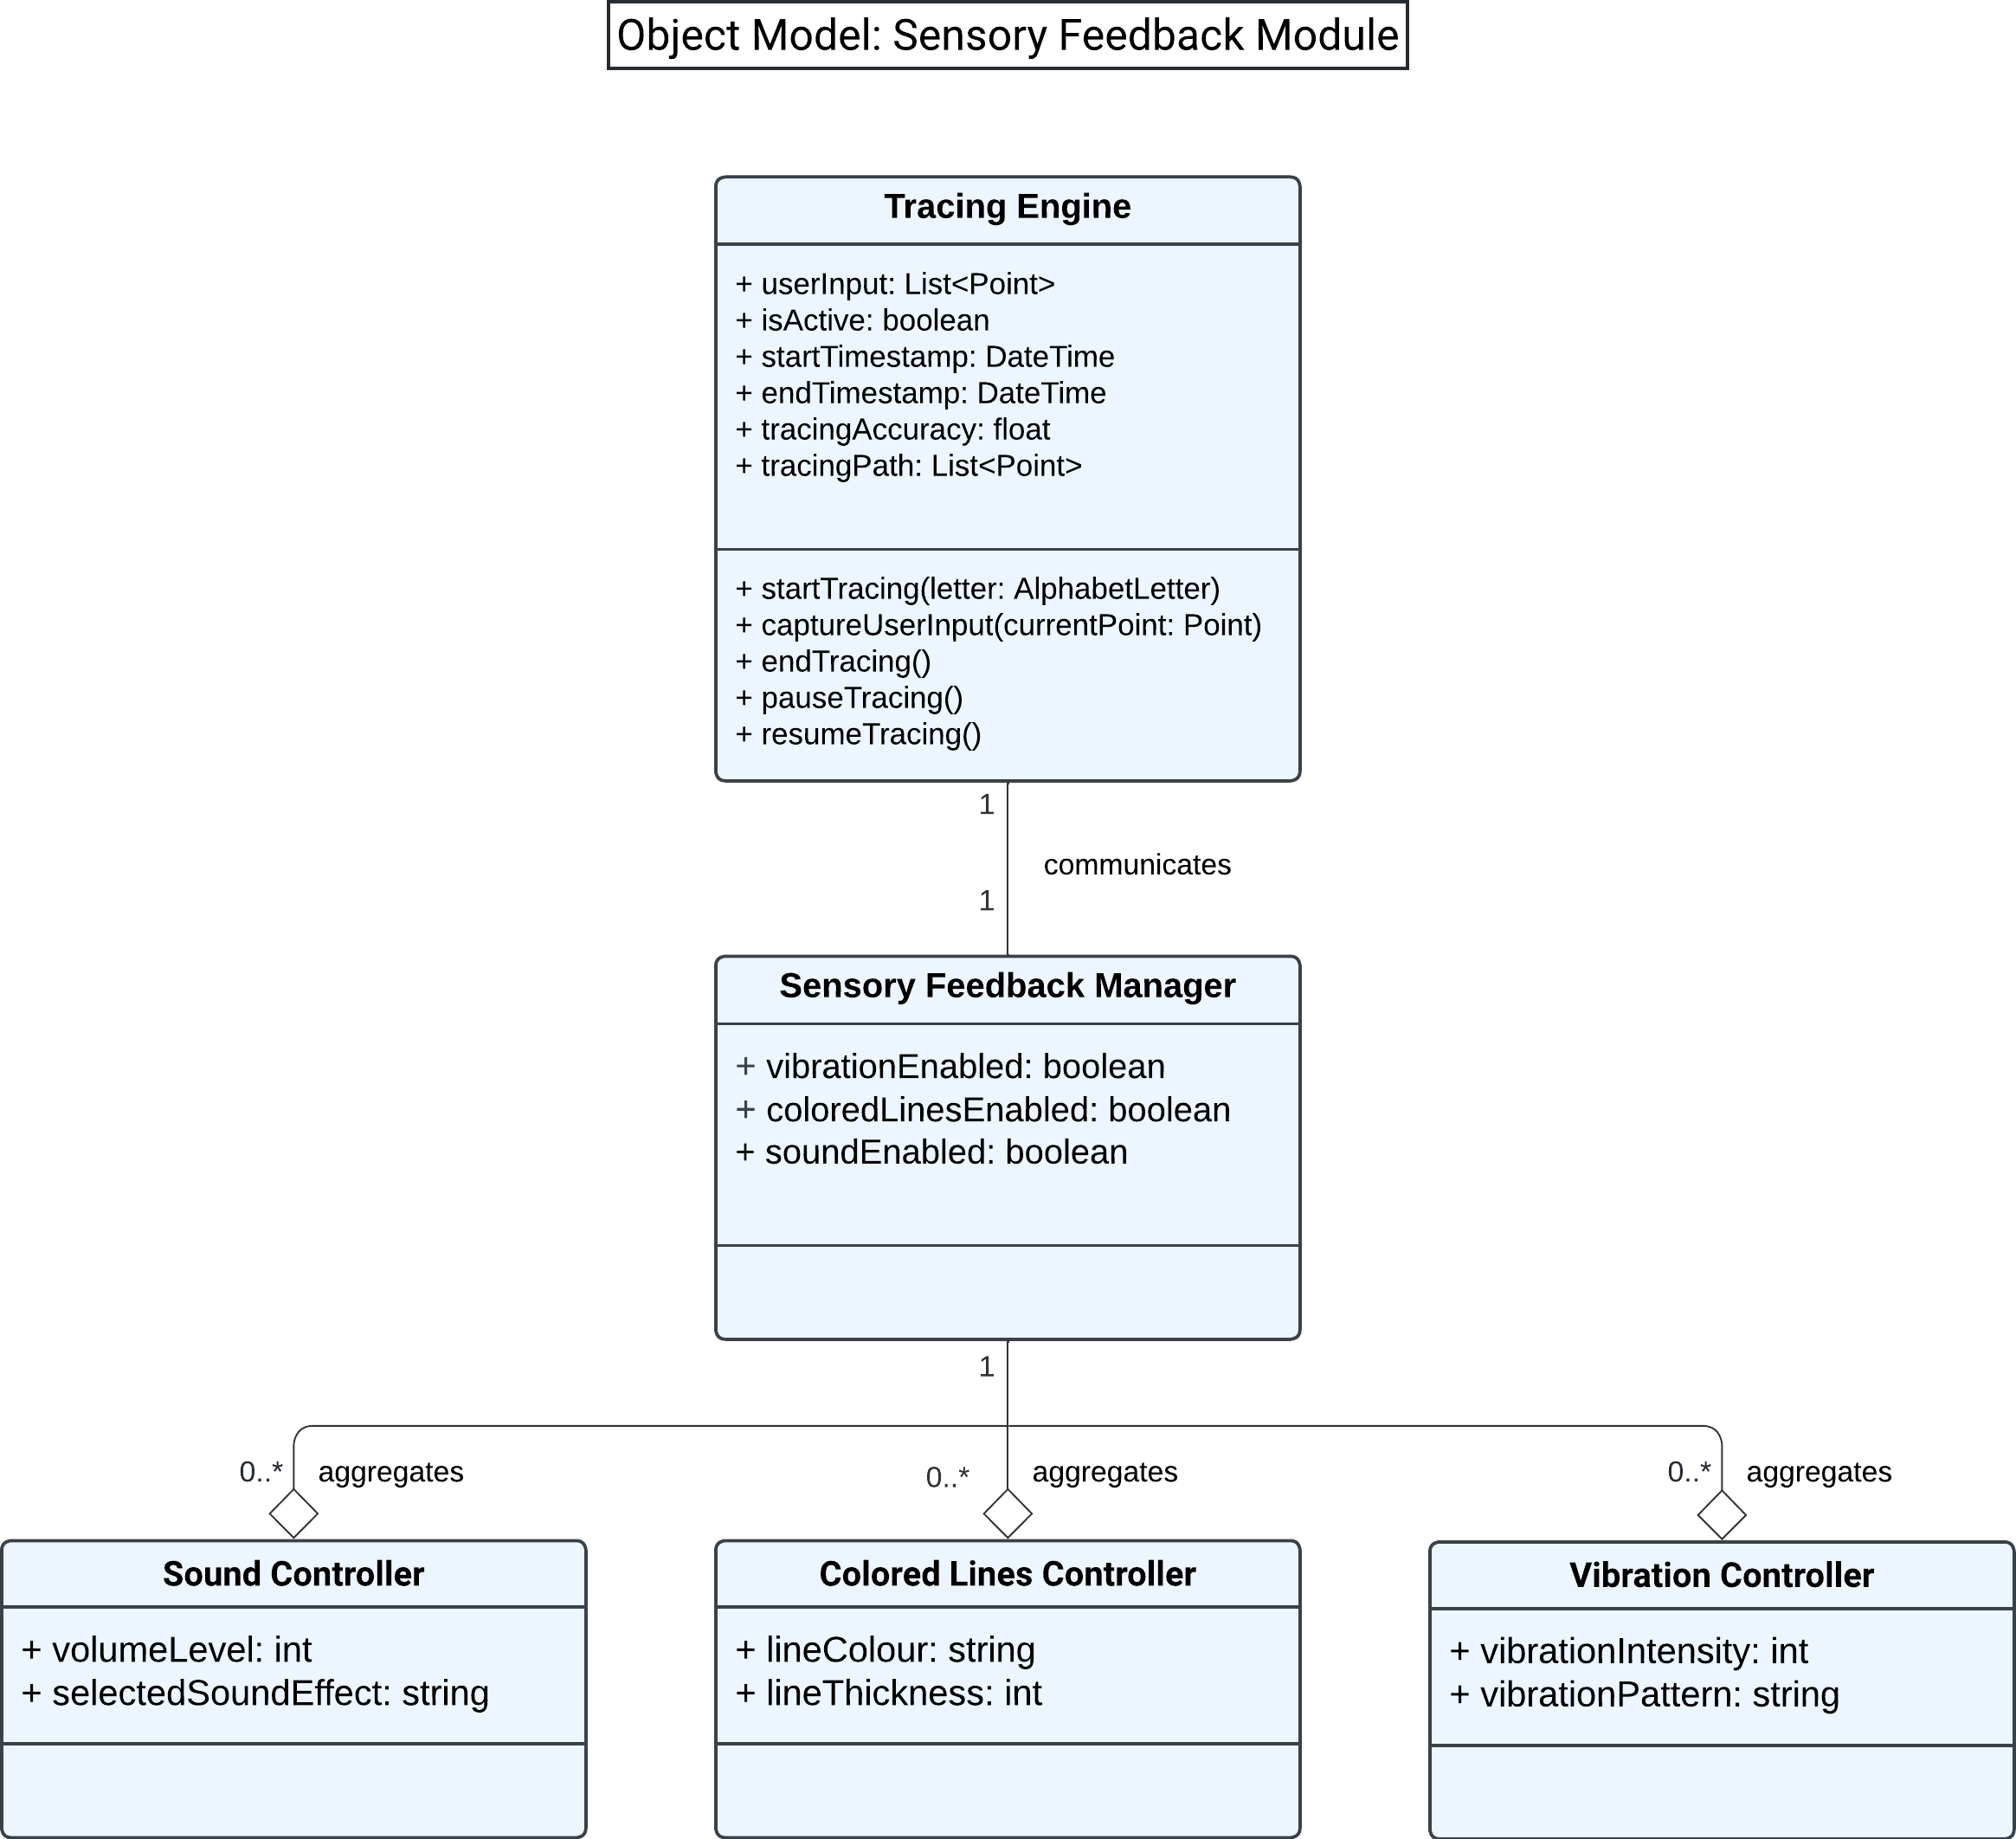 Object Model: Sensory Feedback Module
Tracing Engine
+ userInput: List<Point>
+ isActive: boolean
+ startTimestamp: DateTime
+ endTimestamp: DateTime
+ tracingAccuracy: float
+ tracingPath: List<Point>
+ startTracing(letter: AlphabetLetter)
+ captureUserInput(currentPoint: Point)
+ endTracing()
+ pauseTracing()
+ resumeTracing()
1
communicates
1
Sensory Feedback Manager
+ vibrationEnabled: boolean
+ coloredLinesEnabled: boolean
+ soundEnabled: boolean
1
0..* aggregates
0..* aggregates
0..* aggregates
Sound Controller
+ volumeLevel: int
+ selectedSoundEffect: string
Colored Lines Controller
+ lineColour: string
+ lineThickness: int
Vibration Controller
+ vibrationIntensity: int
+ vibrationPattern: string